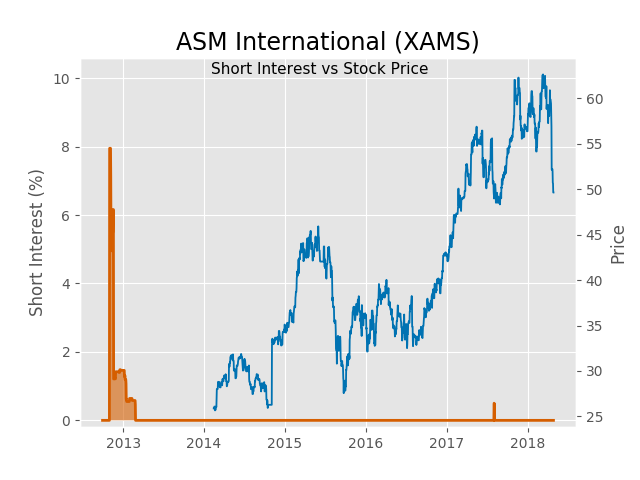 ASM International (XAMS)
Short Interest vs Stock Price
Short Interest (%)
10
8
6
4
2
0
60
55
50
45
40
35
30
25
Price
2013 2014 2015 2016 2017 2018